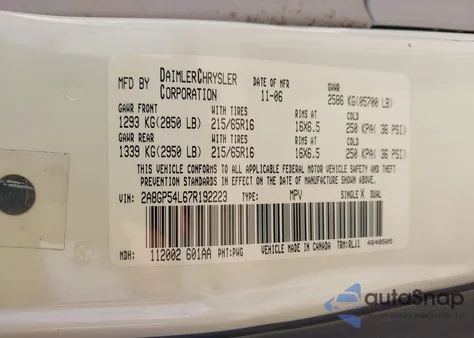 MFD BY DAIMLERCHRYSLER CORPORATION DATE OF MFR 11-06 GVWR 2586 KG(05700 LB)
GAWR FRONT WITH TIRES RIMS AT COLD
1293 KG(2850 LB) 215/65R16 16X6.5 250 KPA( 36 PSI)
GAWR REAR WITH TIRES RIMS AT COLD
1339 KG(2950 LB) 215/65R16 16X6.5 250 KPA( 36 PSI)
THIS VEHICLE CONFORMS TO ALL APPLICABLE FEDERAL MOTOR VEHICLE SAFETY, BUMPER, AND THEFT
PREVENTION STANDARDS IN EFFECT ON THE DATE OF MANUFACTURE SHOWN ABOVE.
VIN: 2A8GP54L67R192223 TYPE: MPV SINGLE X DUAL
MDH: 112002 601AA PNT:PWG VEHICLE MADE IN CANADA TRM:RLJ1 4648505
autoSnap